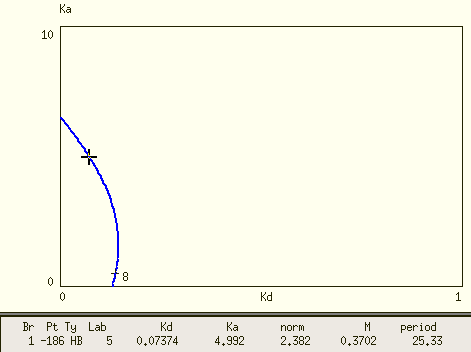 Ka
10
8
0
0 Kd 1
Br Pt Ty Lab Kd Ka norm M period
1 -186 HB 5 0.07374 4.992 2.382 0.3702 25.33